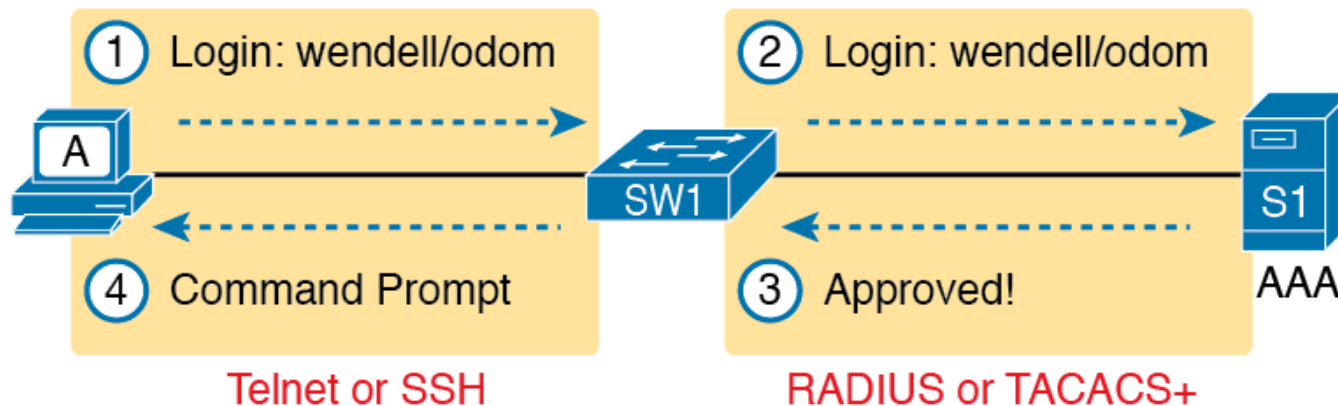 1 Login: wendell/odom
2 Login: wendell/odom
A
SW1
S1
4 Command Prompt
3 Approved!
AAA
Telnet or SSH
RADIUS or TACACS+